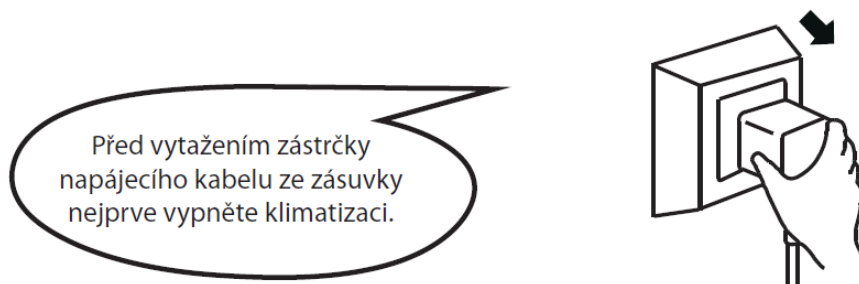 Před vytažením zástrčky
napájecího kabelu ze zásuvky
nejprve vypněte klimatizaci.